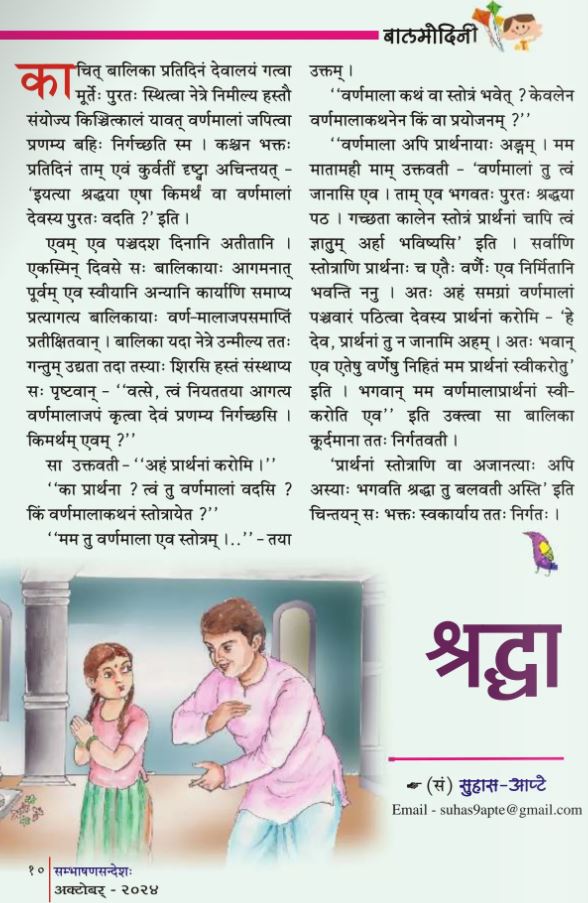 बालमोदिनी
काचित् बालिका प्रतिदिनं देवालयं गत्वा
मूर्तेः पुरतः स्थित्वा नेत्रे निमील्य हस्तौ
संयोज्य किञ्चित्कालं यावत् वर्णमालां जपित्वा
प्रणम्य बहिः निर्गच्छति स्म । कश्चन भक्तः
प्रतिदिनं ताम् एवं कुर्वतीं दृष्ट्वा अचिन्तयत् –
‘इयत्या श्रद्धया एषा किमर्थं वा वर्णमालां
देवस्य पुरतः वदति ?’ इति ।
एवम् एव पञ्चदश दिनानि अतीतानि ।
एकस्मिन् दिवसे सः बालिकायाः आगमनात्
पूर्वम् एव स्वीयानि अन्यानि कार्याणि समाप्य
प्रत्यागत्य बालिकायाः वर्ण-मालाजपसमाप्तिं
प्रतीक्षितवान् । बालिका यदा नेत्रे उन्मील्य ततः
गन्तुम् उद्यता तदा तस्याः शिरसि हस्तं संस्थाप्य
सः पृष्टवान् – ‘‘वत्से, त्वं नियततया आगत्य
वर्णमालाजपं कृत्वा देवं प्रणम्य निर्गच्छसि ।
किमर्थम् एवम् ?’’
सा उक्तवती – ‘‘अहं प्रार्थनां करोमि ।’’
‘‘का प्रार्थना ? त्वं तु वर्णमालां वदसि ?
किं वर्णमालाकथनं स्तोत्रायेत ?’’
‘‘मम तु वर्णमाला एव स्तोत्रम् ।..’’ – तया
उक्तम् ।
‘‘वर्णमाला कथं वा स्तोत्रं भवेत् ? केवलेन
वर्णमालाकथनेन किं वा प्रयोजनम् ?’’
‘‘वर्णमाला अपि प्रार्थनायाः अङ्गम् । मम
मातामही माम् उक्तवती – ‘वर्णमालां तु त्वं
जानासि एव । ताम् एव भगवतः पुरतः श्रद्धया
पठ । गच्छता कालेन स्तोत्रं प्रार्थनां चापि त्वं
ज्ञातुम् अर्हा भविष्यसि’ इति । सर्वाणि
स्तोत्राणि प्रार्थनाः च एतैः वर्णैः एव निर्मितानि
भवन्ति ननु । अतः अहं समग्रां वर्णमालां
पञ्चवारं पठित्वा देवस्य प्रार्थनां करोमि – ‘हे
देव, प्रार्थनां तु न जानामि अहम् । अतः भवान्
एव एतेषु वर्णेषु निहितं मम प्रार्थनां स्वीकरोतु’
इति । भगवान् मम वर्णमालाप्रार्थनां स्वी-
करोति एव’’ इति उक्त्वा सा बालिका
कूर्दमाना ततः निर्गतवती ।
‘प्रार्थनां स्तोत्राणि वा अजानत्याः अपि
अस्याः भगवति श्रद्धा तु बलवती अस्ति’ इति
चिन्तयन् सः भक्तः स्वकार्याय ततः निर्गतः ।
श्रद्धा
☛ (सं) सुहास-आप्टे
Email - suhas9apte@gmail.com
१० सम्भाषणसन्देशः
अक्टोबर् - २०२४